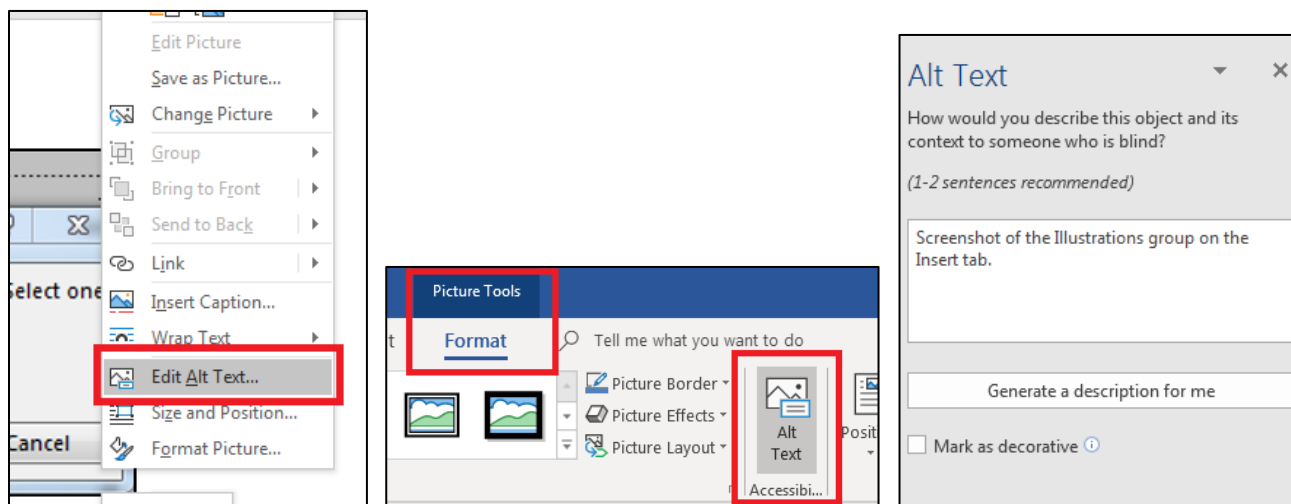 Edit Picture
Save as Picture...
Change Picture
Group
Bring to Front
Send to Back
Link
Insert Caption...
Wrap Text
Edit Alt Text...
Size and Position...
Format Picture...
Select one
Cancel
Picture Tools
t
Format
Tell me what you want to do
Picture Border
Picture Effects
Picture Layout
Alt
Text
Posit
Accessibi...
Alt Text
How would you describe this object and its
context to someone who is blind?
(1-2 sentences recommended)
Screenshot of the Illustrations group on the
Insert tab.
Generate a description for me
Mark as decorative